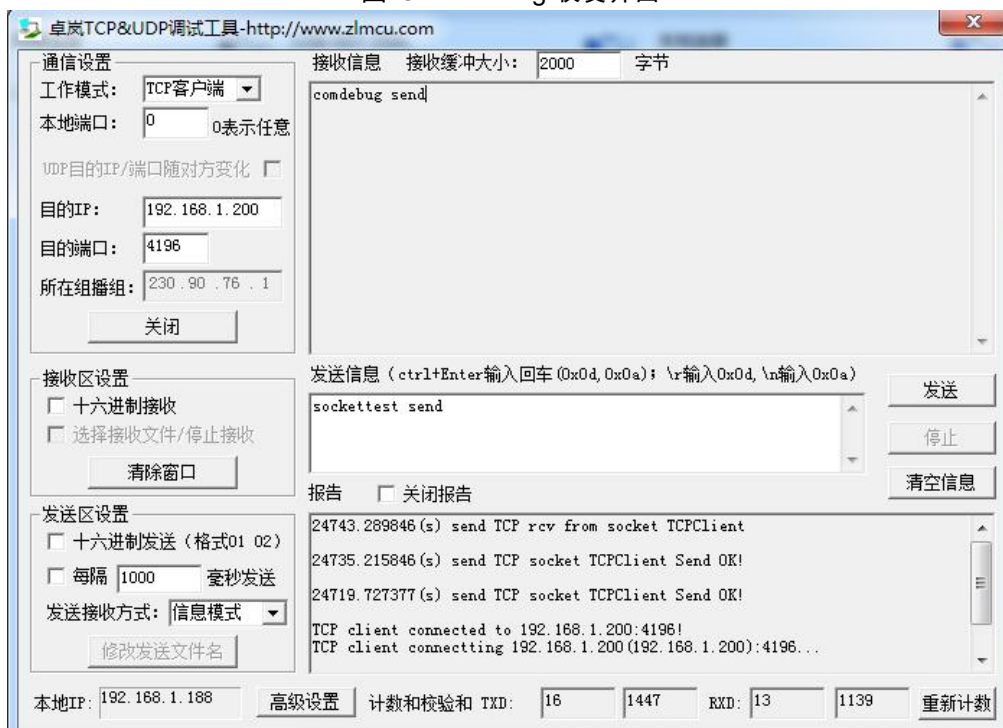 卓岚TCP&UDP调试工具-http://www.zlmcu.com
通信设置
工作模式： TCP客户端
本地端口： 0 0表示任意
UDP目的IP/端口随对方变化
目的IP： 192.168.1.200
目的端口： 4196
所在组播组： 230 .90 .76 . 1
关闭
接收区设置
十六进制接收
选择接收文件/停止接收
清除窗口
发送区设置
十六进制发送（格式01 02）
每隔 1000 毫秒发送
发送接收方式： 信息模式
修改发送文件名
接收信息 接收缓冲大小： 2000 字节
comdebug send
发送信息（ctrl+Enter输入回车(0x0d,0x0a)；\r输入0x0d,\n输入0x0a）
sockettest send
发送
停止
清空信息
报告 关闭报告
24743.289846(s) send TCP rcv from socket TCPClient
24735.215846(s) send TCP socket TCPClient Send OK!
24719.727377(s) send TCP socket TCPClient Send OK!
TCP client connected to 192.168.1.200:4196!
TCP client connectting 192.168.1.200(192.168.1.200):4196...
本地IP: 192.168.1.188 高级设置 计数和校验和 TXD: 16 1447 RXD: 13 1139 重新计数